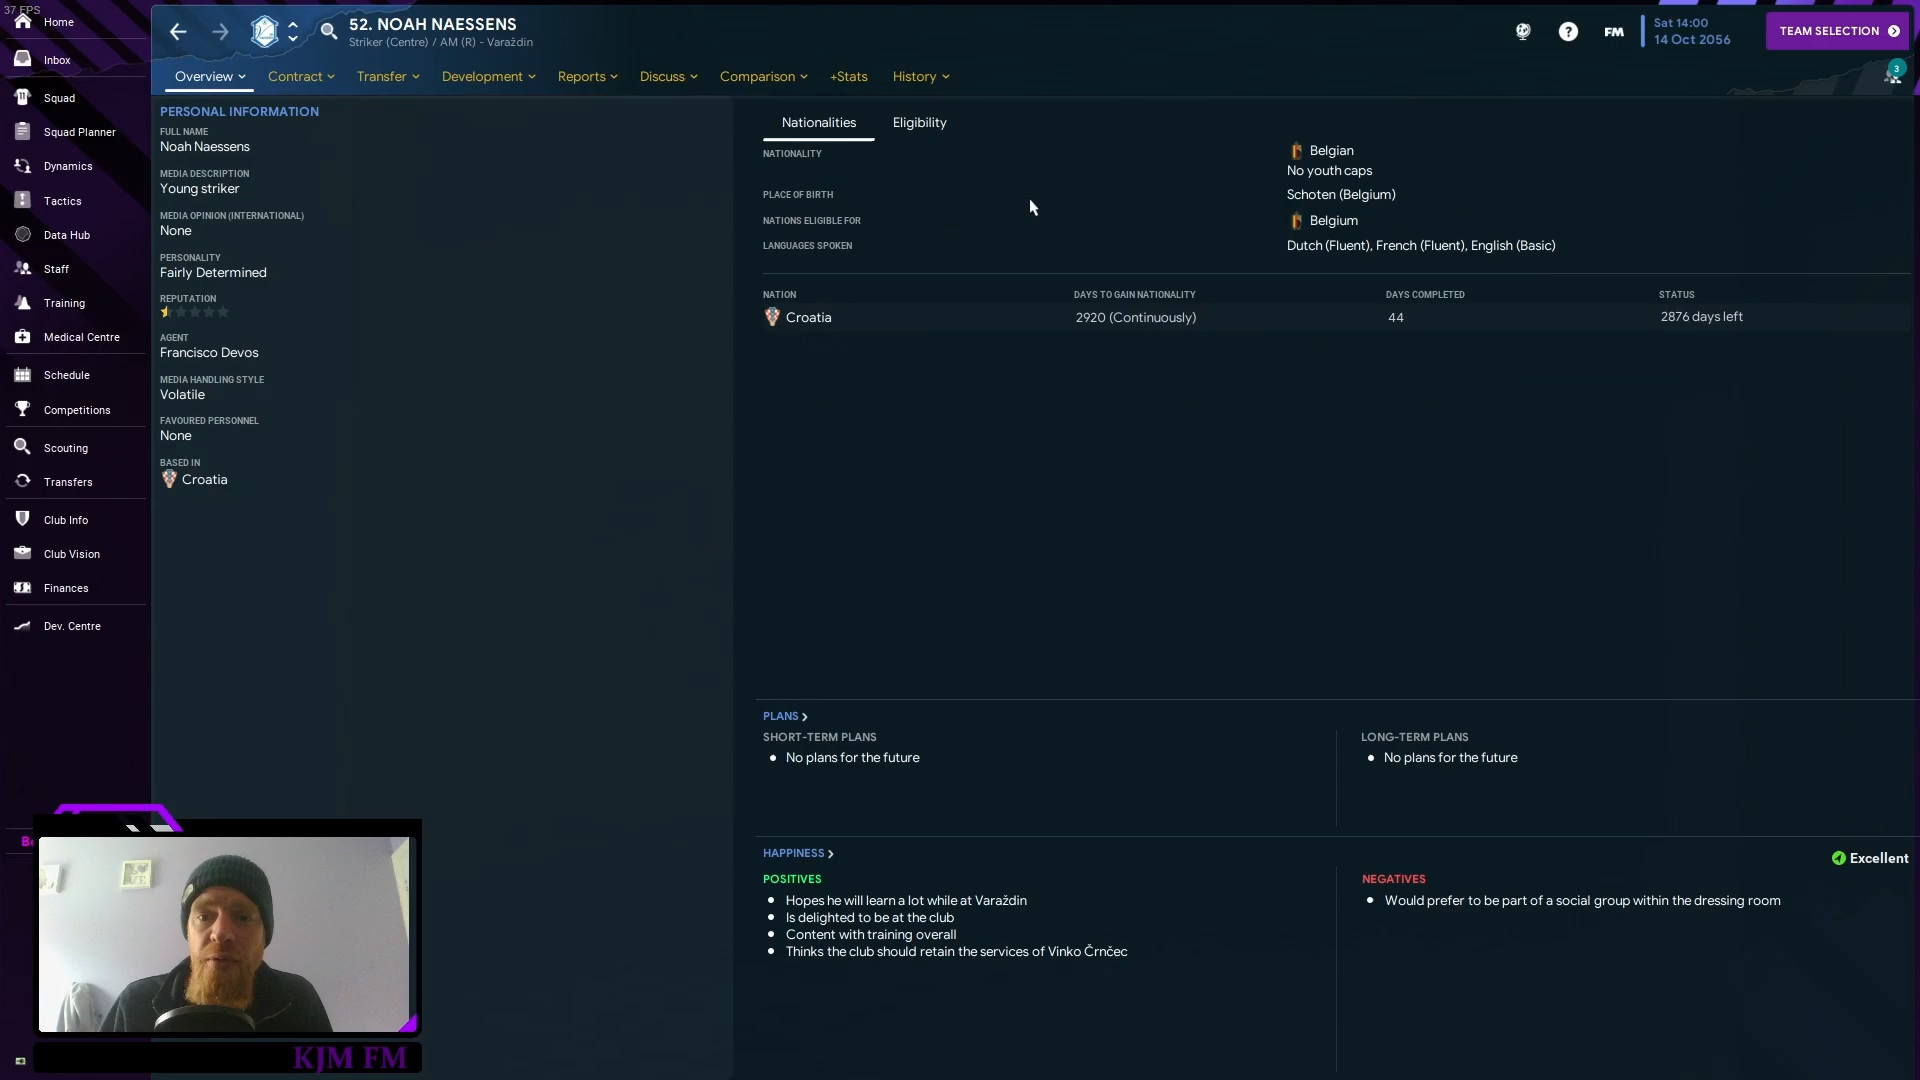 37 FPS
Home
Inbox
Squad
Squad Planner
Dynamics
Tactics
Data Hub
Staff
Training
Medical Centre
Schedule
Competitions
Scouting
Transfers
Club Info
Club Vision
Finances
Dev. Centre
52. NOAH NAESSENS
Striker (Centre) / AM (R) - Varaždin
FM
Sat 14:00
14 Oct 2056
TEAM SELECTION
3
Overview
Contract
Transfer
Development
Reports
Discuss
Comparison
+Stats
History
PERSONAL INFORMATION
FULL NAME
Noah Naessens
MEDIA DESCRIPTION
Young striker
MEDIA OPINION (INTERNATIONAL)
None
PERSONALITY
Fairly Determined
REPUTATION
AGENT
Francisco Devos
MEDIA HANDLING STYLE
Volatile
FAVOURED PERSONNEL
None
BASED IN
Croatia
Nationalities
Eligibility
NATIONALITY
Belgian
No youth caps
PLACE OF BIRTH
Schoten (Belgium)
NATIONS ELIGIBLE FOR
Belgium
LANGUAGES SPOKEN
Dutch (Fluent), French (Fluent), English (Basic)
NATION
DAYS TO GAIN NATIONALITY
DAYS COMPLETED
STATUS
Croatia
2920 (Continuously)
44
2876 days left
PLANS
SHORT-TERM PLANS
No plans for the future
LONG-TERM PLANS
No plans for the future
HAPPINESS
Excellent
POSITIVES
Hopes he will learn a lot while at Varaždin
Is delighted to be at the club
Content with training overall
Thinks the club should retain the services of Vinko Črnčec
NEGATIVES
Would prefer to be part of a social group within the dressing room
KJM FM